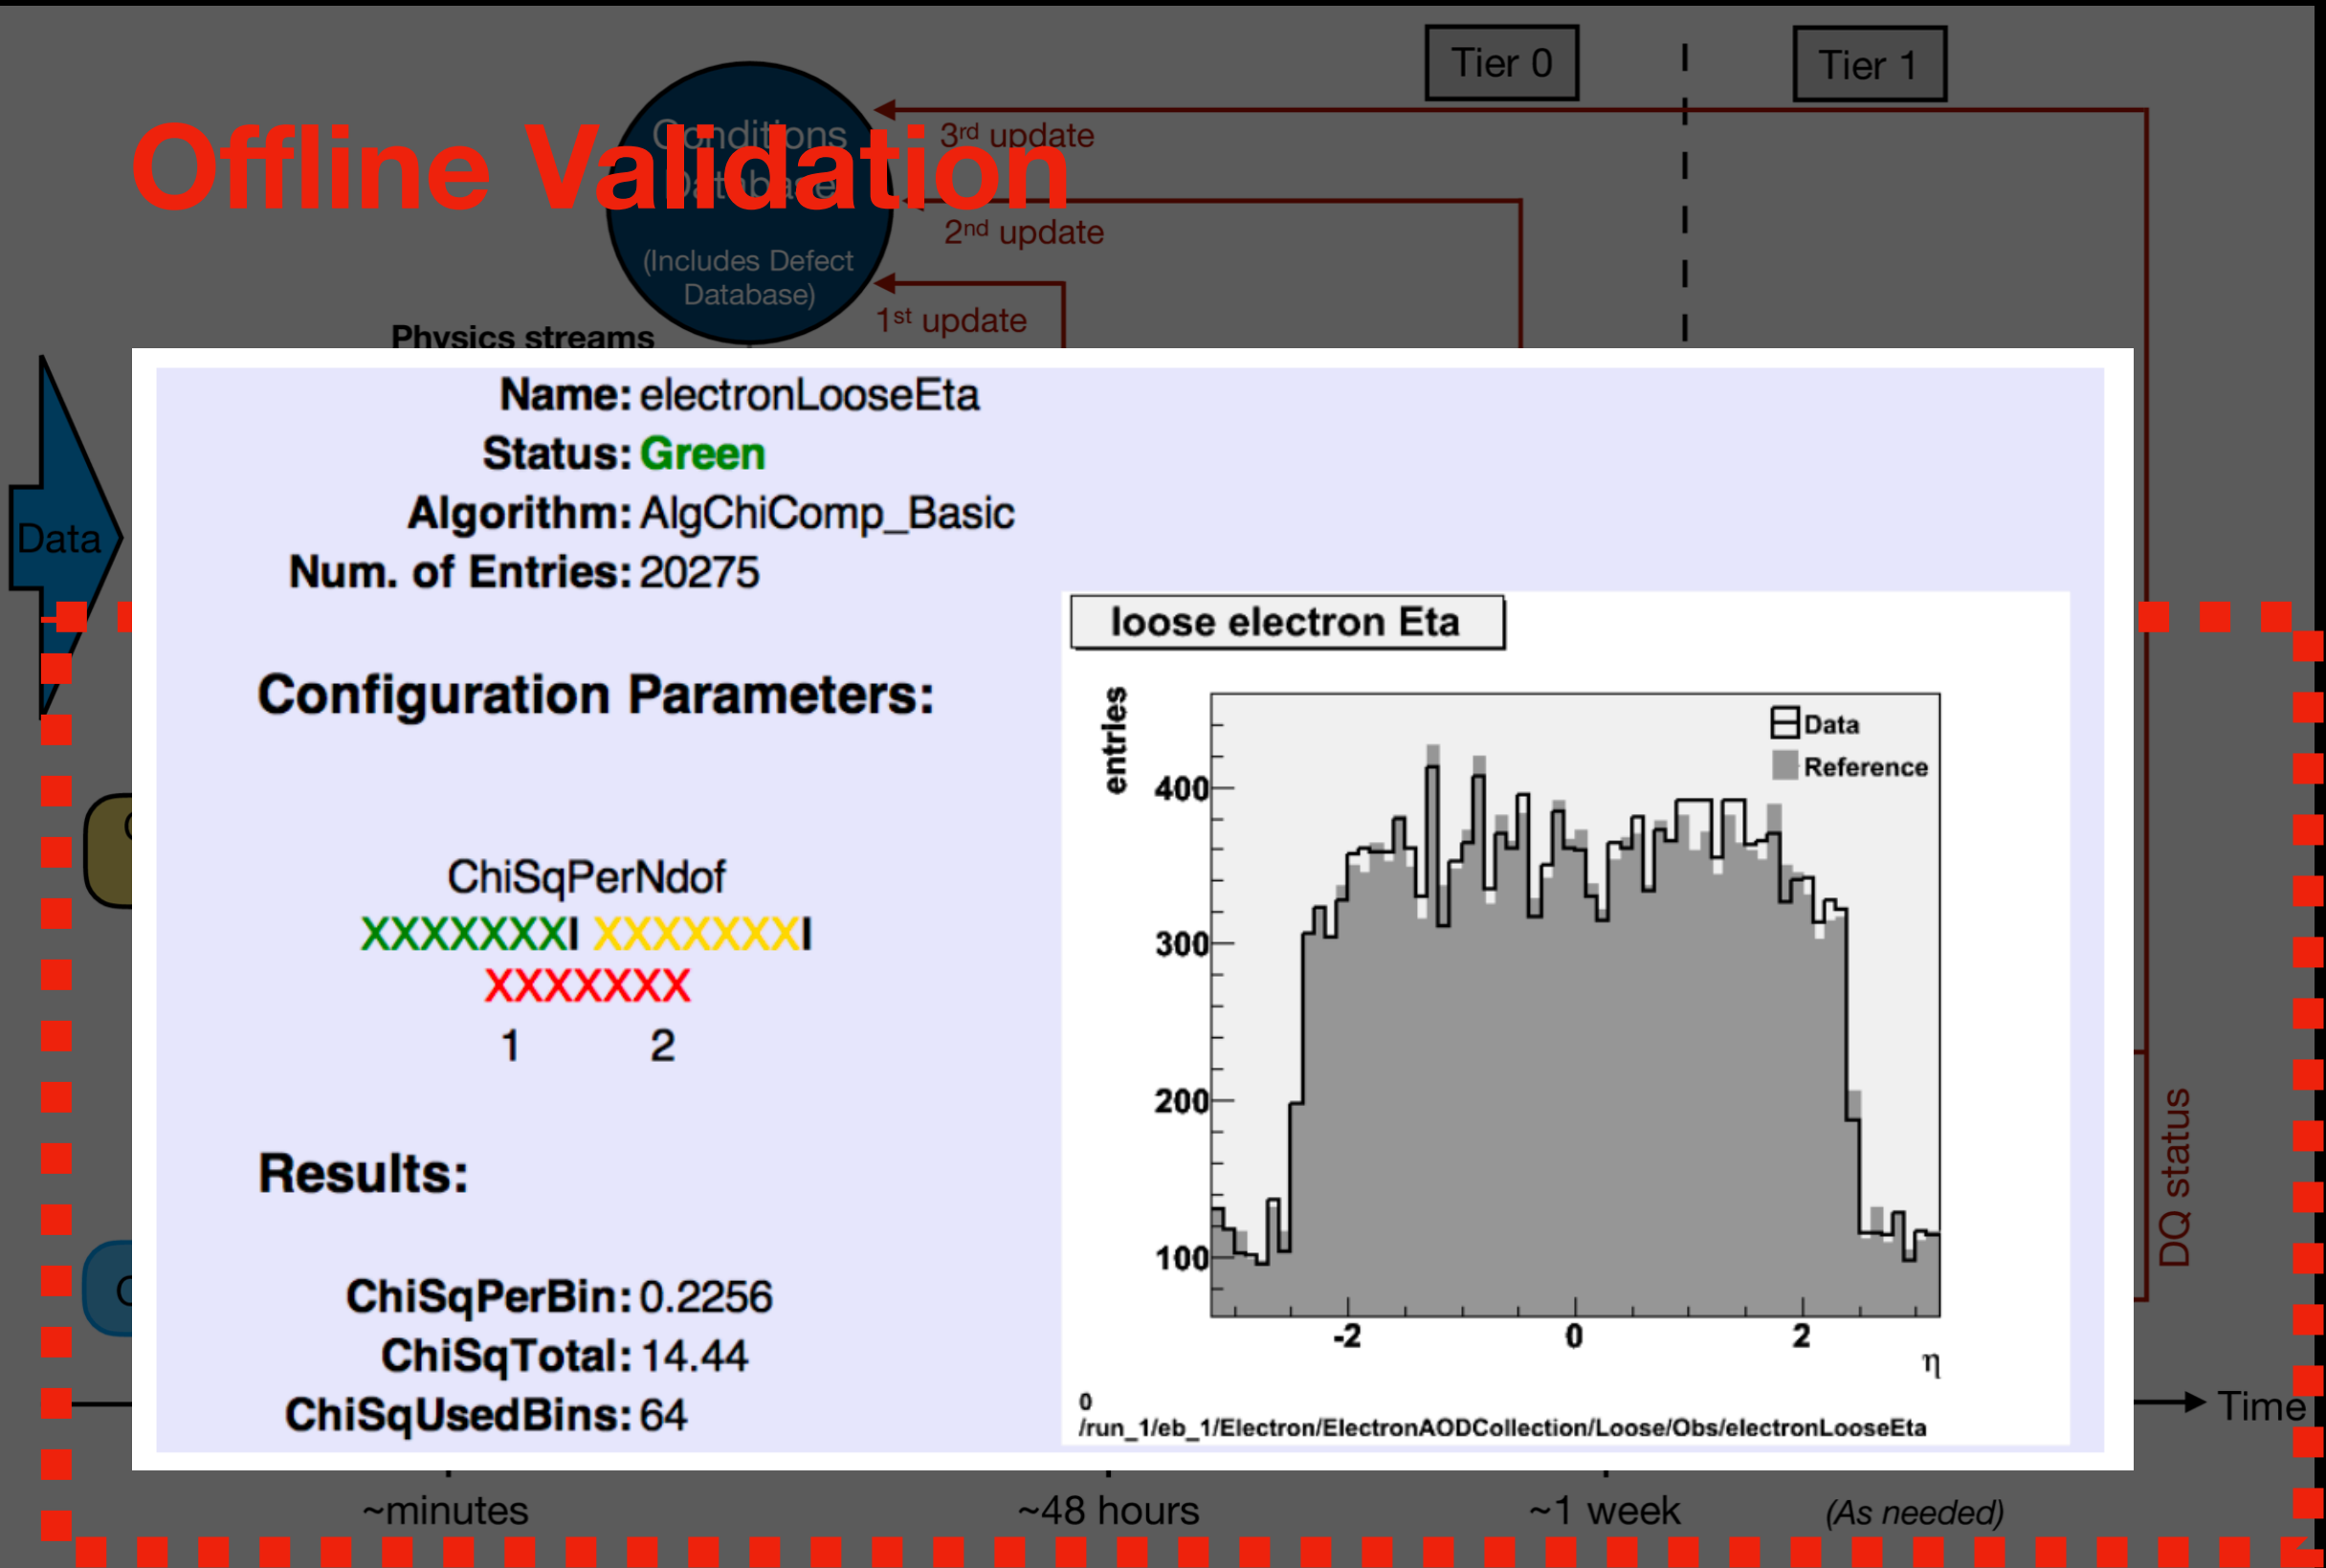 Tier 0
Tier 1
Offline Validation
Conditions
Database
(Includes Defect
Database)
3rd update
2nd update
1st update
Physics streams
Data
Name: electronLooseEta
Status: Green
Algorithm: AlgChiComp_Basic
Num. of Entries: 20275
Configuration Parameters:
ChiSqPerNdof
XXXXXXXI XXXXXXXI
XXXXXXX
1 2
Results:
ChiSqPerBin: 0.2256
ChiSqTotal: 14.44
ChiSqUsedBins: 64
loose electron Eta
entries
Data
Reference
400
300
200
100
-2 0 2
η
0
/run_1/eb_1/Electron/ElectronAODCollection/Loose/Obs/electronLooseEta
DQ status
Time
~minutes
~48 hours
~1 week
(As needed)